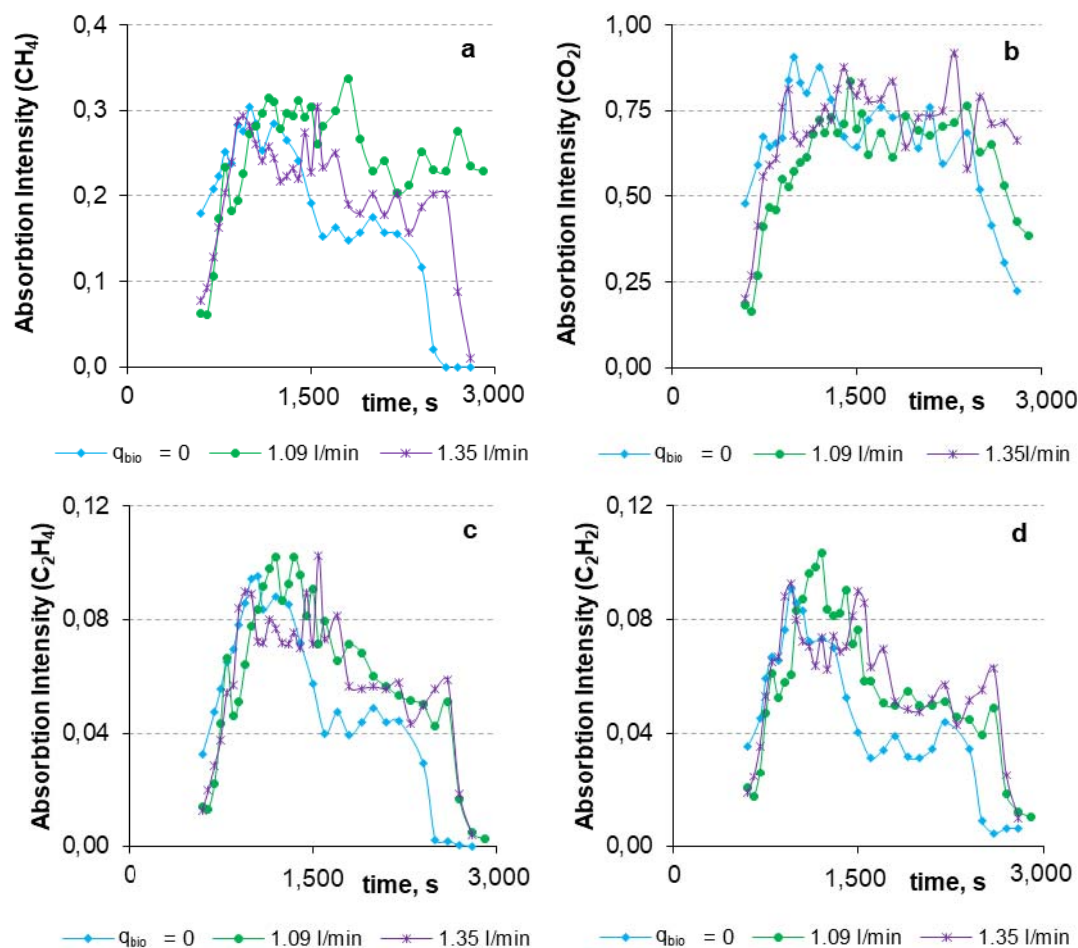 a
Absorbtion Intensity (CH4)
0,4
0,3
0,2
0,1
0,0
0
1,500
3,000
time, s
qbio = 0
1.09 l/min
1.35 l/min
b
Absorbtion Intensity (CO2)
1,00
0,75
0,50
0,25
0,00
0
1,500
3,000
time, s
qbio = 0
1.09 l/min
1.35l/min
c
Absorbtion Intensity (C2H4)
0,12
0,08
0,04
0,00
0
1,500
3,000
time, s
qbio = 0
1.09 l/min
1.35 l/min
d
Absorbtion Intensity (C2H2)
0,12
0,08
0,04
0,00
0
1,500
3,000
time, s
qbio = 0
1.09 l/min
1.35 l/min